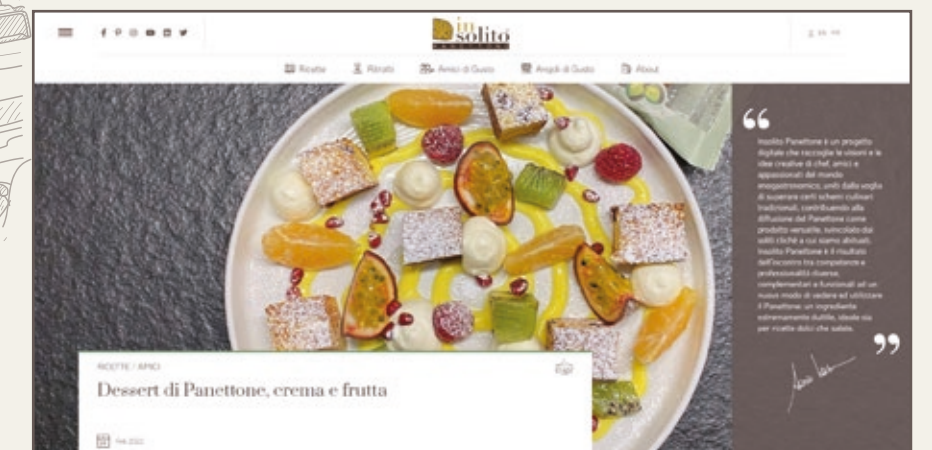 in
solito
PANETTONE
Ricette
Ritratti
Amici di Gusto
Angoli di Gusto
About
“
Insolito Panettone è un progetto
digitale che raccoglie le visioni e le
idee creative di chef, amici e
appassionati del mondo
enogastronomico, uniti dalla voglia
di superare certi schemi culinari
tradizionali, contribuendo alla
diffusione del Panettone come
prodotto versatile, svincolato dai
soliti cliché a cui siamo abituati.
Insolito Panettone è il risultato
dell'incontro tra competenze e
professionalità diverse,
complementari e funzionali ad un
nuovo modo di vedere ed utilizzare
il Panettone: un ingrediente
estremamente duttile, ideale sia
per ricette dolci che salate.
”
RICETTE / AMICI
Dessert di Panettone, crema e frutta